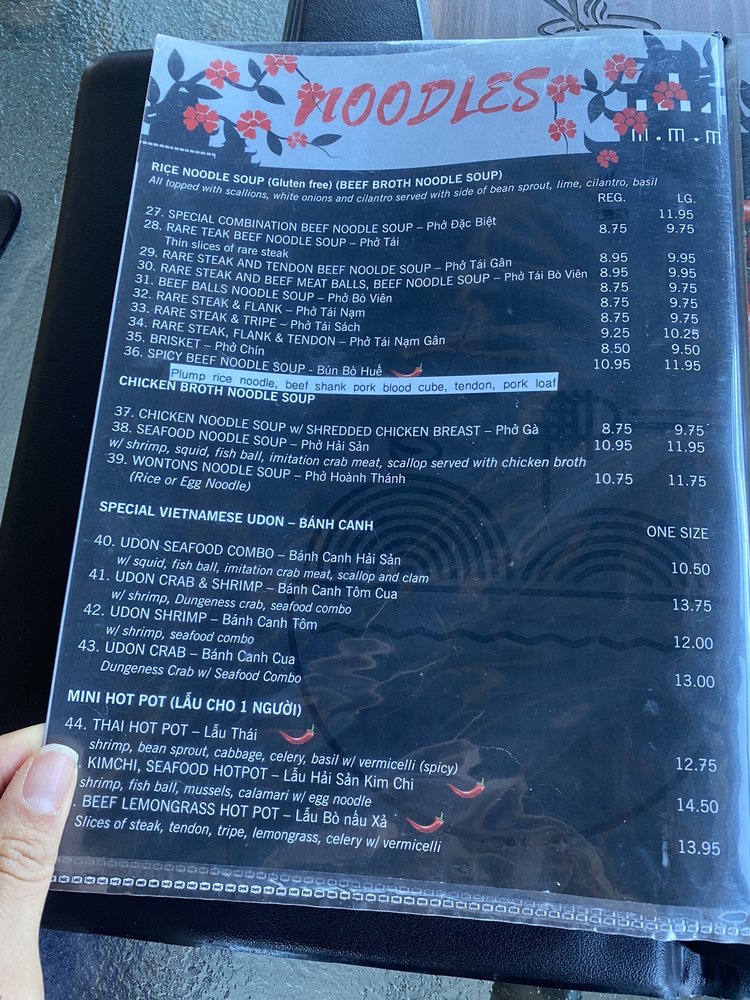 NOODLES
RICE NOODLE SOUP (Gluten free) (BEEF BROTH NOODLE SOUP)
All topped with scallions, white onions and cilantro served with side of bean sprout, lime, cilantro, basil
REG. LG.
27. SPECIAL COMBINATION BEEF NOODLE SOUP – Phở Đặc Biệt 11.95
28. RARE TEAK BEEF NOODLE SOUP – Phở Tái 8.75 9.75
Thin slices of rare steak
29. RARE STEAK AND TENDON BEEF NOOLDE SOUP – Phở Tái Gân 8.95 9.95
30. RARE STEAK AND BEEF MEAT BALLS, BEEF NOODLE SOUP – Phở Tái Bò Viên 8.95 9.95
31. BEEF BALLS NOODLE SOUP – Phở Bò Viên 8.75 9.75
32. RARE STEAK & FLANK – Phở Tái Nạm 8.75 9.75
33. RARE STEAK & TRIPE – Phở Tái Sách 8.75 9.75
34. RARE STEAK, FLANK & TENDON – Phở Tái Nạm Gân 9.25 10.25
35. BRISKET – Phở Chín 8.50 9.50
36. SPICY BEEF NOODLE SOUP - Bún Bò Huế 10.95 11.95
Plump rice noodle, beef shank pork blood cube, tendon, pork loaf
CHICKEN BROTH NOODLE SOUP
37. CHICKEN NOODLE SOUP w/ SHREDDED CHICKEN BREAST – Phở Gà 8.75 9.75
38. SEAFOOD NOODLE SOUP – Phở Hải Sản 10.95 11.95
w/ shrimp, squid, fish ball, imitation crab meat, scallop served with chicken broth
39. WONTONS NOODLE SOUP – Phở Hoành Thánh 10.75 11.75
(Rice or Egg Noodle)
SPECIAL VIETNAMESE UDON – BÁNH CANH ONE SIZE
40. UDON SEAFOOD COMBO – Bánh Canh Hải Sản 10.50
w/ squid, fish ball, imitation crab meat, scallop and clam
41. UDON CRAB & SHRIMP – Bánh Canh Tôm Cua 13.75
w/ shrimp, Dungeness crab, seafood combo
42. UDON SHRIMP – Bánh Canh Tôm 12.00
w/ shrimp, seafood combo
43. UDON CRAB – Bánh Canh Cua 13.00
Dungeness Crab w/ Seafood Combo
MINI HOT POT (LẨU CHO 1 NGƯỜI)
44. THAI HOT POT – Lẩu Thái 12.75
shrimp, bean sprout, cabbage, celery, basil w/ vermicelli (spicy)
. KIMCHI, SEAFOOD HOTPOT – Lẩu Hải Sản Kim Chi 14.50
shrimp, fish ball, mussels, calamari w/ egg noodle
. BEEF LEMONGRASS HOT POT – Lẩu Bò nấu Xả 13.95
Slices of steak, tendon, tripe, lemongrass, celery w/ vermicelli